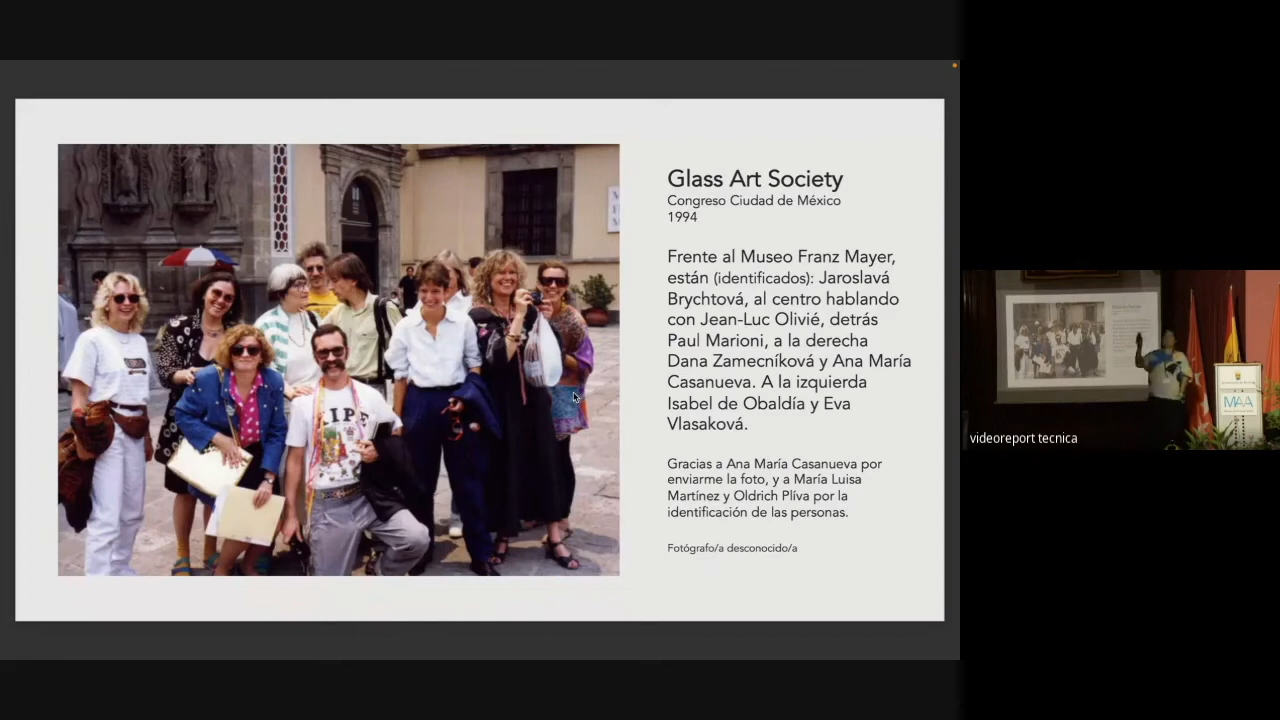 Glass Art Society
Congreso Ciudad de México
1994
Frente al Museo Franz Mayer,
están (identificados): Jaroslavá
Brychtová, al centro hablando
con Jean-Luc Olivié, detrás
Paul Marioni, a la derecha
Dana Zamecníková y Ana María
Casanueva. A la izquierda
Isabel de Obaldía y Eva
Vlasaková.
Gracias a Ana María Casanueva por
enviarme la foto, y a María Luisa
Martínez y Oldrich Plíva por la
identificación de las personas.
Fotógrafo/a desconocido/a
MAA
videoreport tecnica